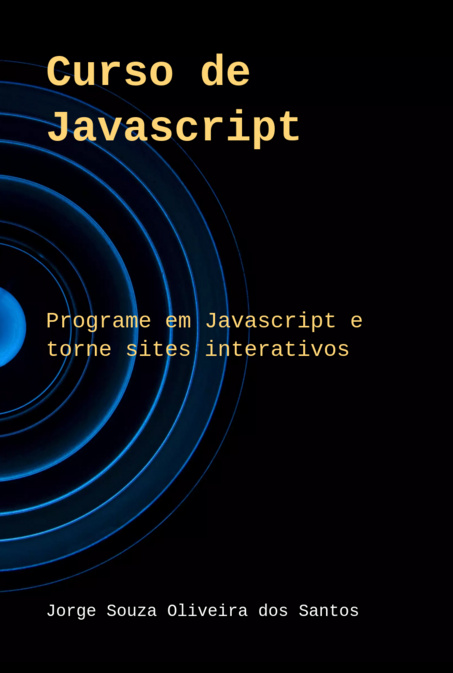 Curso de
Javascript
Programe em Javascript e
torne sites interativos
Jorge Souza Oliveira dos Santos